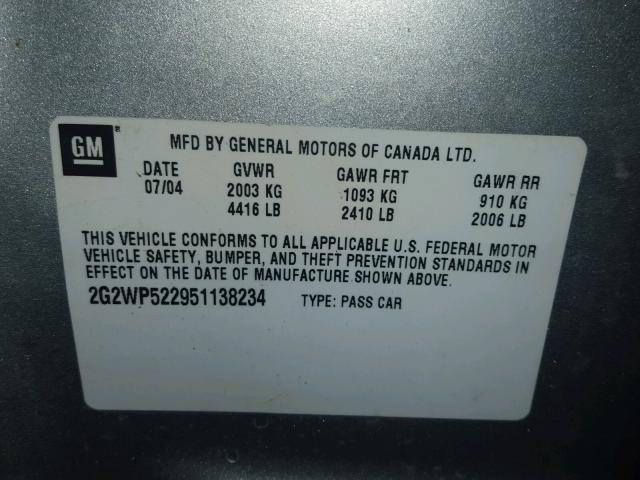 GM
MFD BY GENERAL MOTORS OF CANADA LTD.
DATE GVWR GAWR FRT GAWR RR
07/04 2003 KG 1093 KG 910 KG
4416 LB 2410 LB 2006 LB
THIS VEHICLE CONFORMS TO ALL APPLICABLE U.S. FEDERAL MOTOR
VEHICLE SAFETY, BUMPER, AND THEFT PREVENTION STANDARDS IN
EFFECT ON THE DATE OF MANUFACTURE SHOWN ABOVE.
2G2WP522951138234 TYPE: PASS CAR